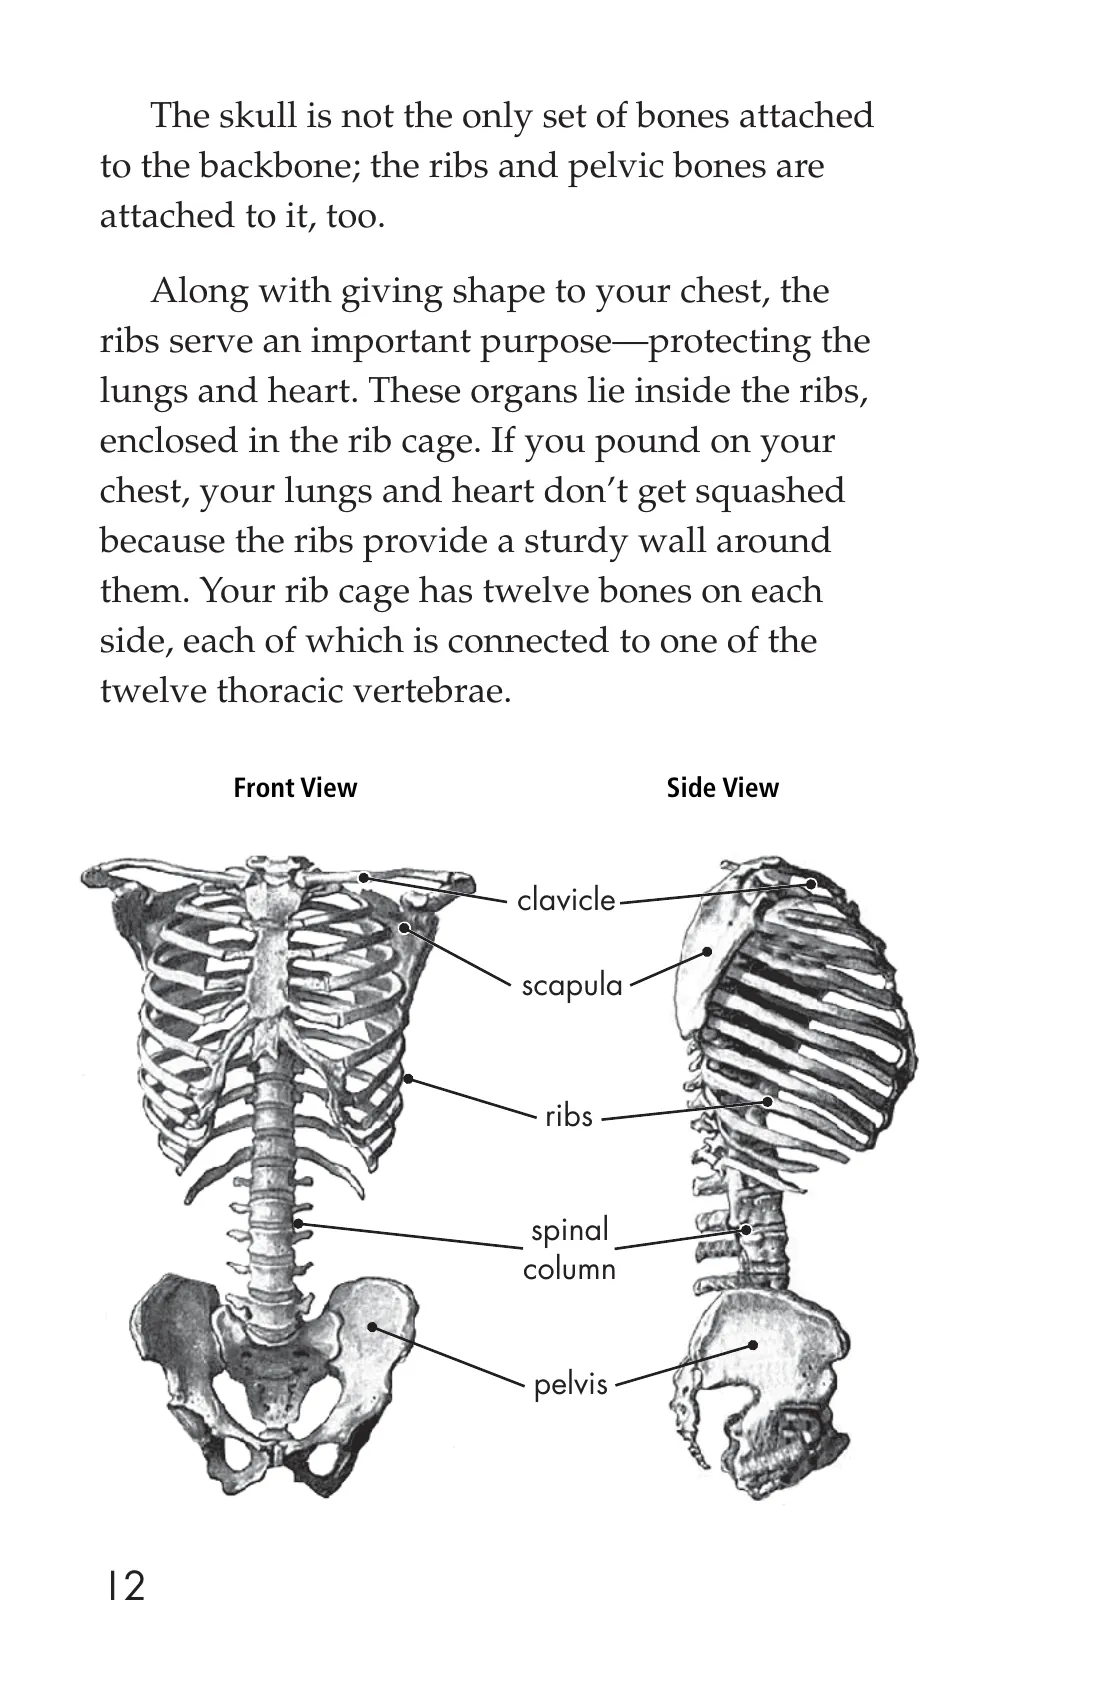 The skull is not the only set of bones attached
to the backbone; the ribs and pelvic bones are
attached to it, too.
Along with giving shape to your chest, the
ribs serve an important purpose—protecting the
lungs and heart. These organs lie inside the ribs,
enclosed in the rib cage. If you pound on your
chest, your lungs and heart don’t get squashed
because the ribs provide a sturdy wall around
them. Your rib cage has twelve bones on each
side, each of which is connected to one of the
twelve thoracic vertebrae.
Front View
Side View
clavicle
scapula
ribs
spinal
column
pelvis
12